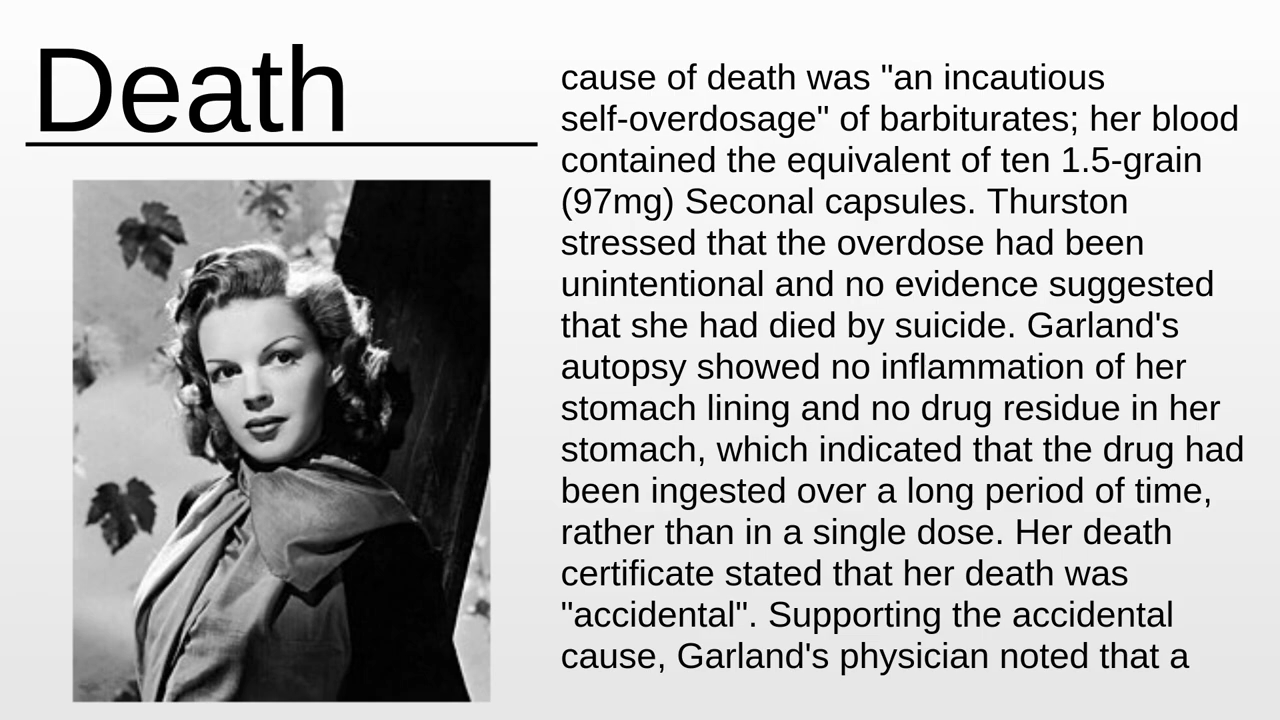 Death
cause of death was "an incautious
self-overdosage" of barbiturates; her blood
contained the equivalent of ten 1.5-grain
(97mg) Seconal capsules. Thurston
stressed that the overdose had been
unintentional and no evidence suggested
that she had died by suicide. Garland's
autopsy showed no inflammation of her
stomach lining and no drug residue in her
stomach, which indicated that the drug had
been ingested over a long period of time,
rather than in a single dose. Her death
certificate stated that her death was
"accidental". Supporting the accidental
cause, Garland's physician noted that a